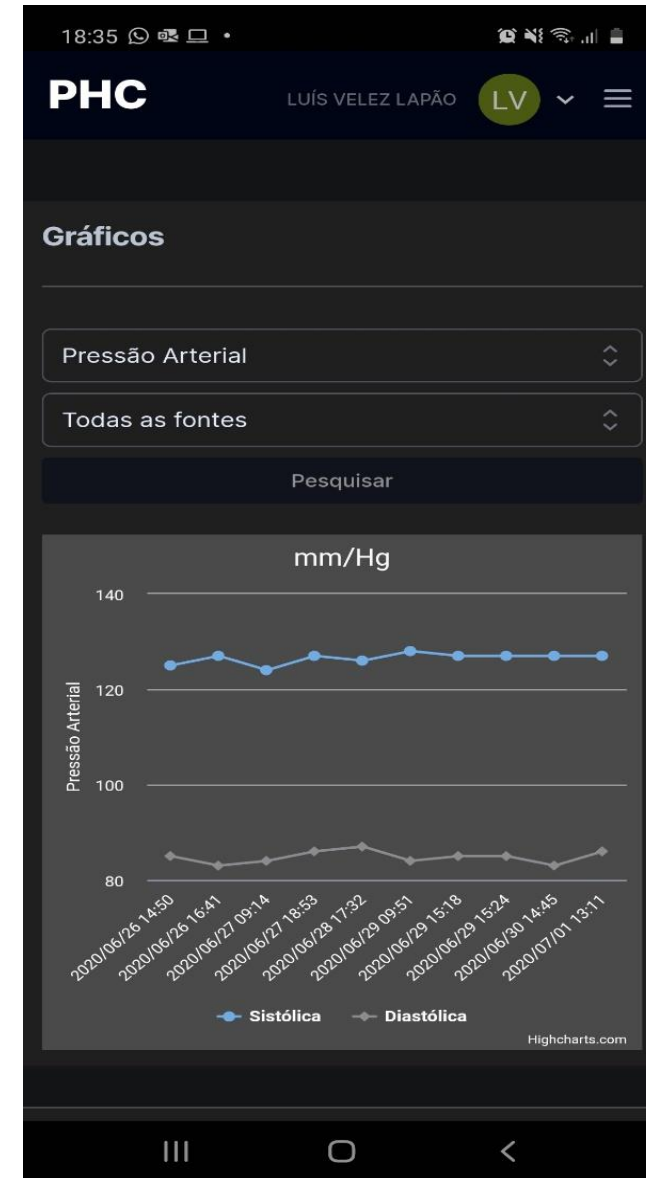 18:35
PHC LUÍS VELEZ LAPÃO LV
Gráficos
Pressão Arterial
Todas as fontes
Pesquisar
mm/Hg
Pressão Arterial
140
120
100
80
2020/06/26 14:50
2020/06/26 16:41
2020/06/27 09:14
2020/06/27 18:53
2020/06/28 17:32
2020/06/29 09:51
2020/06/29 15:18
2020/06/29 15:24
2020/06/30 14:45
2020/07/01 13:11
Sistólica Diastólica
Highcharts.com